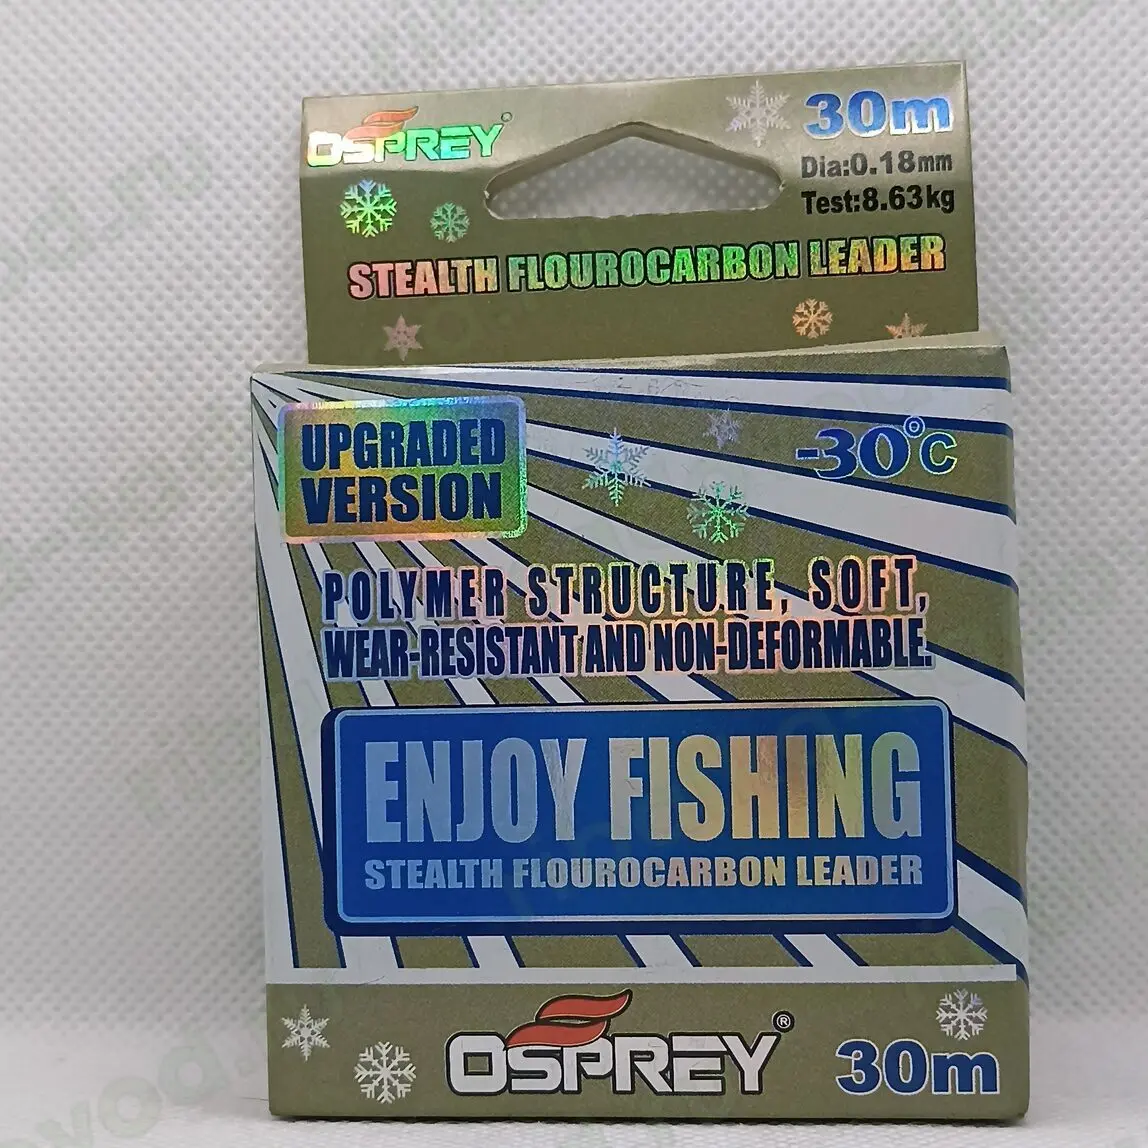 OSPREY®
30m
Dia:0.18mm
Test:8.63kg
STEALTH FLOUROCARBON LEADER
UPGRADED
VERSION
-30°C
POLYMER STRUCTURE, SOFT,
WEAR-RESISTANT AND NON-DEFORMABLE.
ENJOY FISHING
STEALTH FLOUROCARBON LEADER
OSPREY®
30m